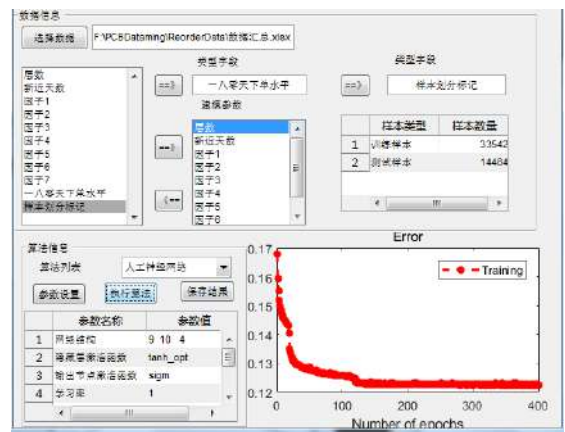 数据信息
选择数据
F:\PCBDataming\ReorderData\数据汇总.xlsx
类型字段
类型字段
层数
新近天数
因子1
因子2
因子3
因子4
因子5
因子6
因子7
一八零天下单水平
样本划分标记
==》
一八零天下单水平
==》
样本划分标记
建模参数
==》
《==
层数
新近天数
因子1
因子2
因子3
因子4
因子5
因子6
样本类型 样本数量
1 训练样本 33542
2 测试样本 14484
算法信息
算法列表 人工神经网络
参数设置 执行算法 保存结果
参数名称 参数值
1 网络结构 9 10 4
2 隐藏层激活函数 tanh_opt
3 输出节点激活函数 sigm
4 学习率 1
Error
Training
0.17
0.16
0.15
0.14
0.13
0.12
0 100 200 300 400
Number of epochs